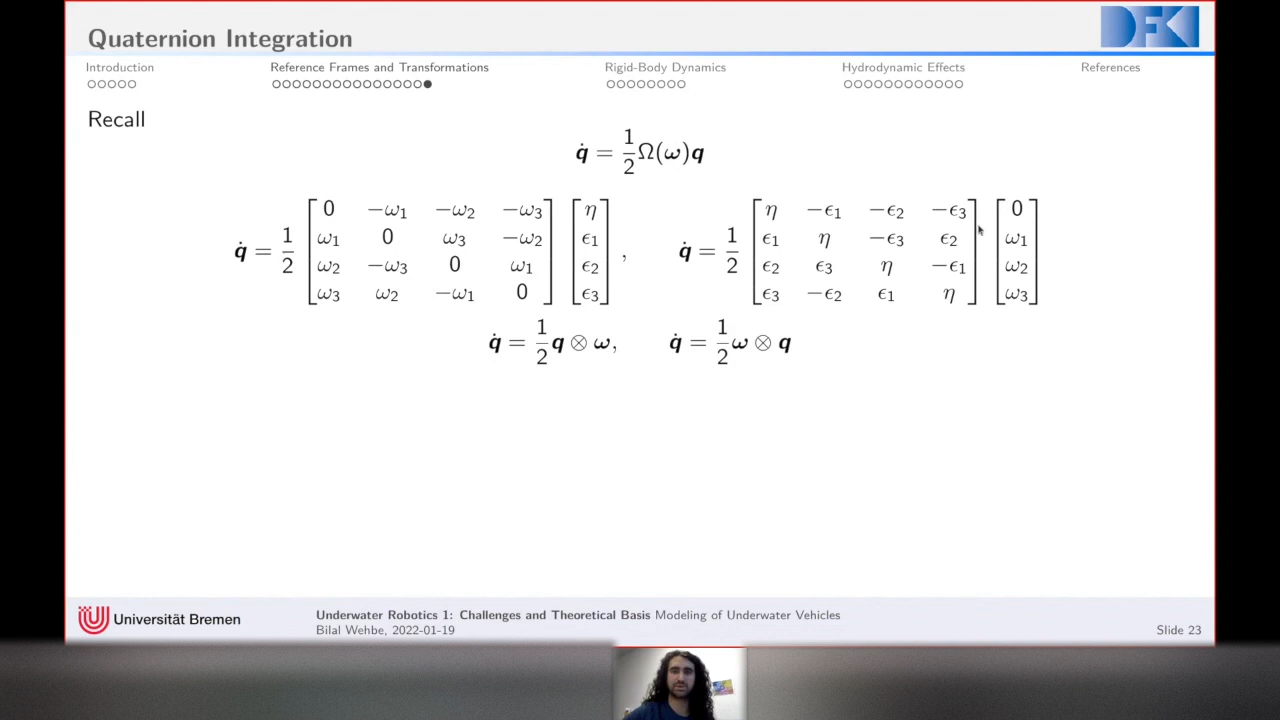 Quaternion Integration
DFKI
Introduction Reference Frames and Transformations Rigid-Body Dynamics Hydrodynamic Effects References
Recall
q̇ = 1/2 Ω(ω)q
q̇ = 1/2 [0 −ω₁ −ω₂ −ω₃; ω₁ 0 ω₃ −ω₂; ω₂ −ω₃ 0 ω₁; ω₃ ω₂ −ω₁ 0] [η; ϵ₁; ϵ₂; ϵ₃] , q̇ = 1/2 [η −ϵ₁ −ϵ₂ −ϵ₃; ϵ₁ η −ϵ₃ ϵ₂; ϵ₂ ϵ₃ η −ϵ₁; ϵ₃ −ϵ₂ ϵ₁ η] [0; ω₁; ω₂; ω₃]
q̇ = 1/2 q ⊗ ω, q̇ = 1/2 ω ⊗ q
Universität Bremen
Underwater Robotics 1: Challenges and Theoretical Basis Modeling of Underwater Vehicles
Bilal Wehbe, 2022-01-19
Slide 23